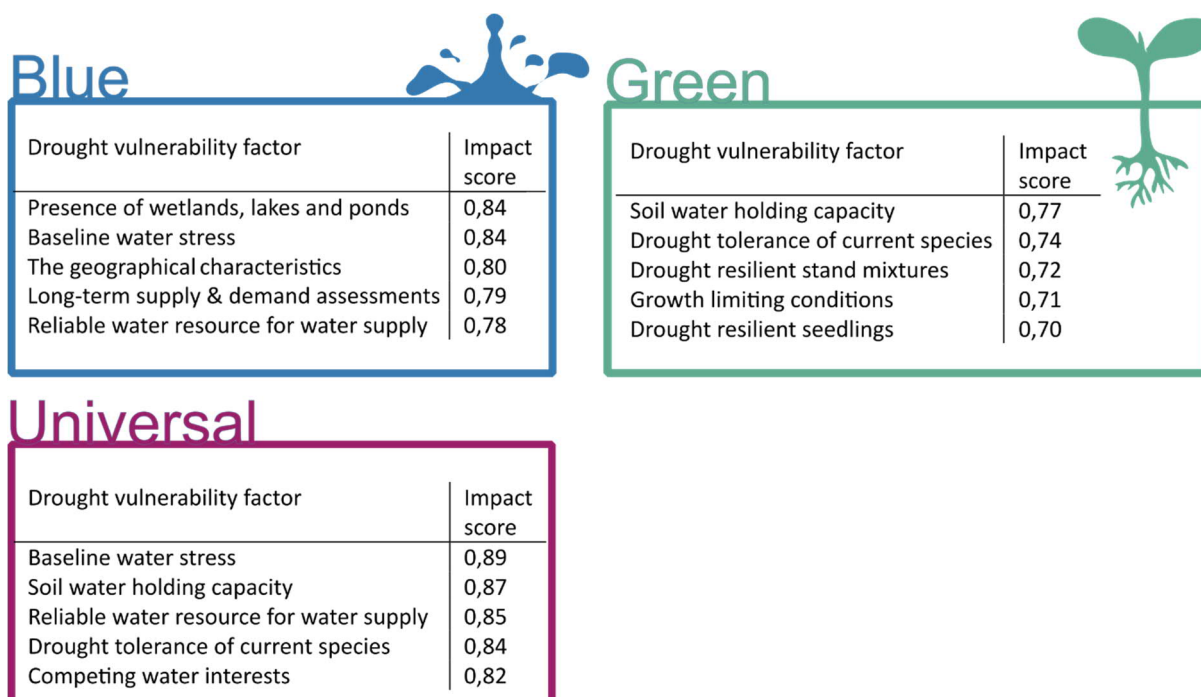 Blue
Drought vulnerability factor Impact score
Presence of wetlands, lakes and ponds 0,84
Baseline water stress 0,84
The geographical characteristics 0,80
Long-term supply & demand assessments 0,79
Reliable water resource for water supply 0,78
Green
Drought vulnerability factor Impact score
Soil water holding capacity 0,77
Drought tolerance of current species 0,74
Drought resilient stand mixtures 0,72
Growth limiting conditions 0,71
Drought resilient seedlings 0,70
Universal
Drought vulnerability factor Impact score
Baseline water stress 0,89
Soil water holding capacity 0,87
Reliable water resource for water supply 0,85
Drought tolerance of current species 0,84
Competing water interests 0,82